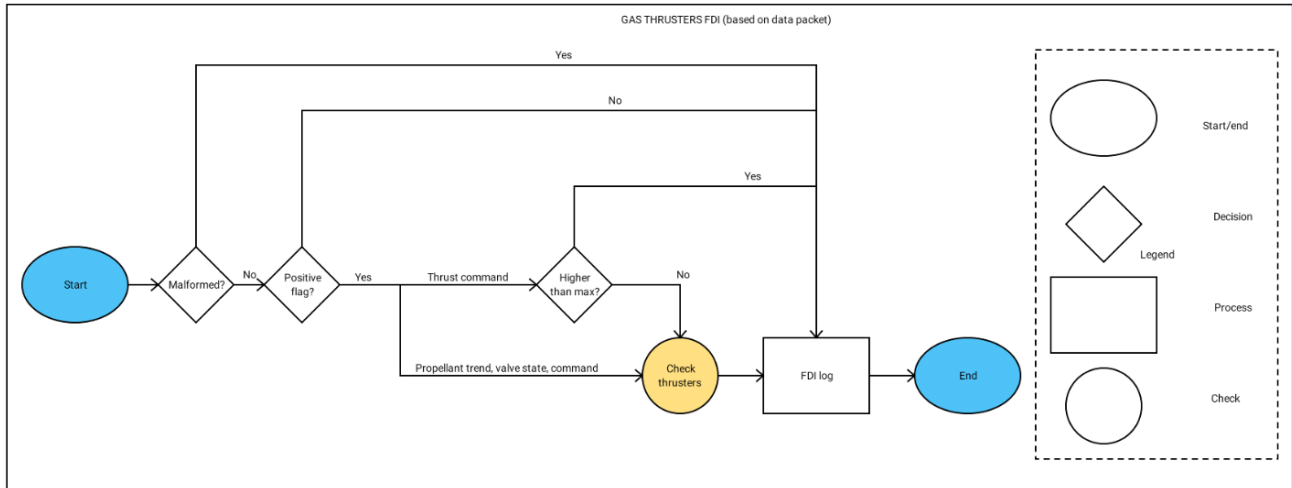 GAS THRUSTERS FDI (based on data packet)
Yes
No
Yes
Start
Malformed?
No
Positive
flag?
Yes
Thrust command
Higher
than max?
No
Propellant trend, valve state, command
Check
thrusters
FDI log
End
Start/end
Decision
Legend
Process
Check